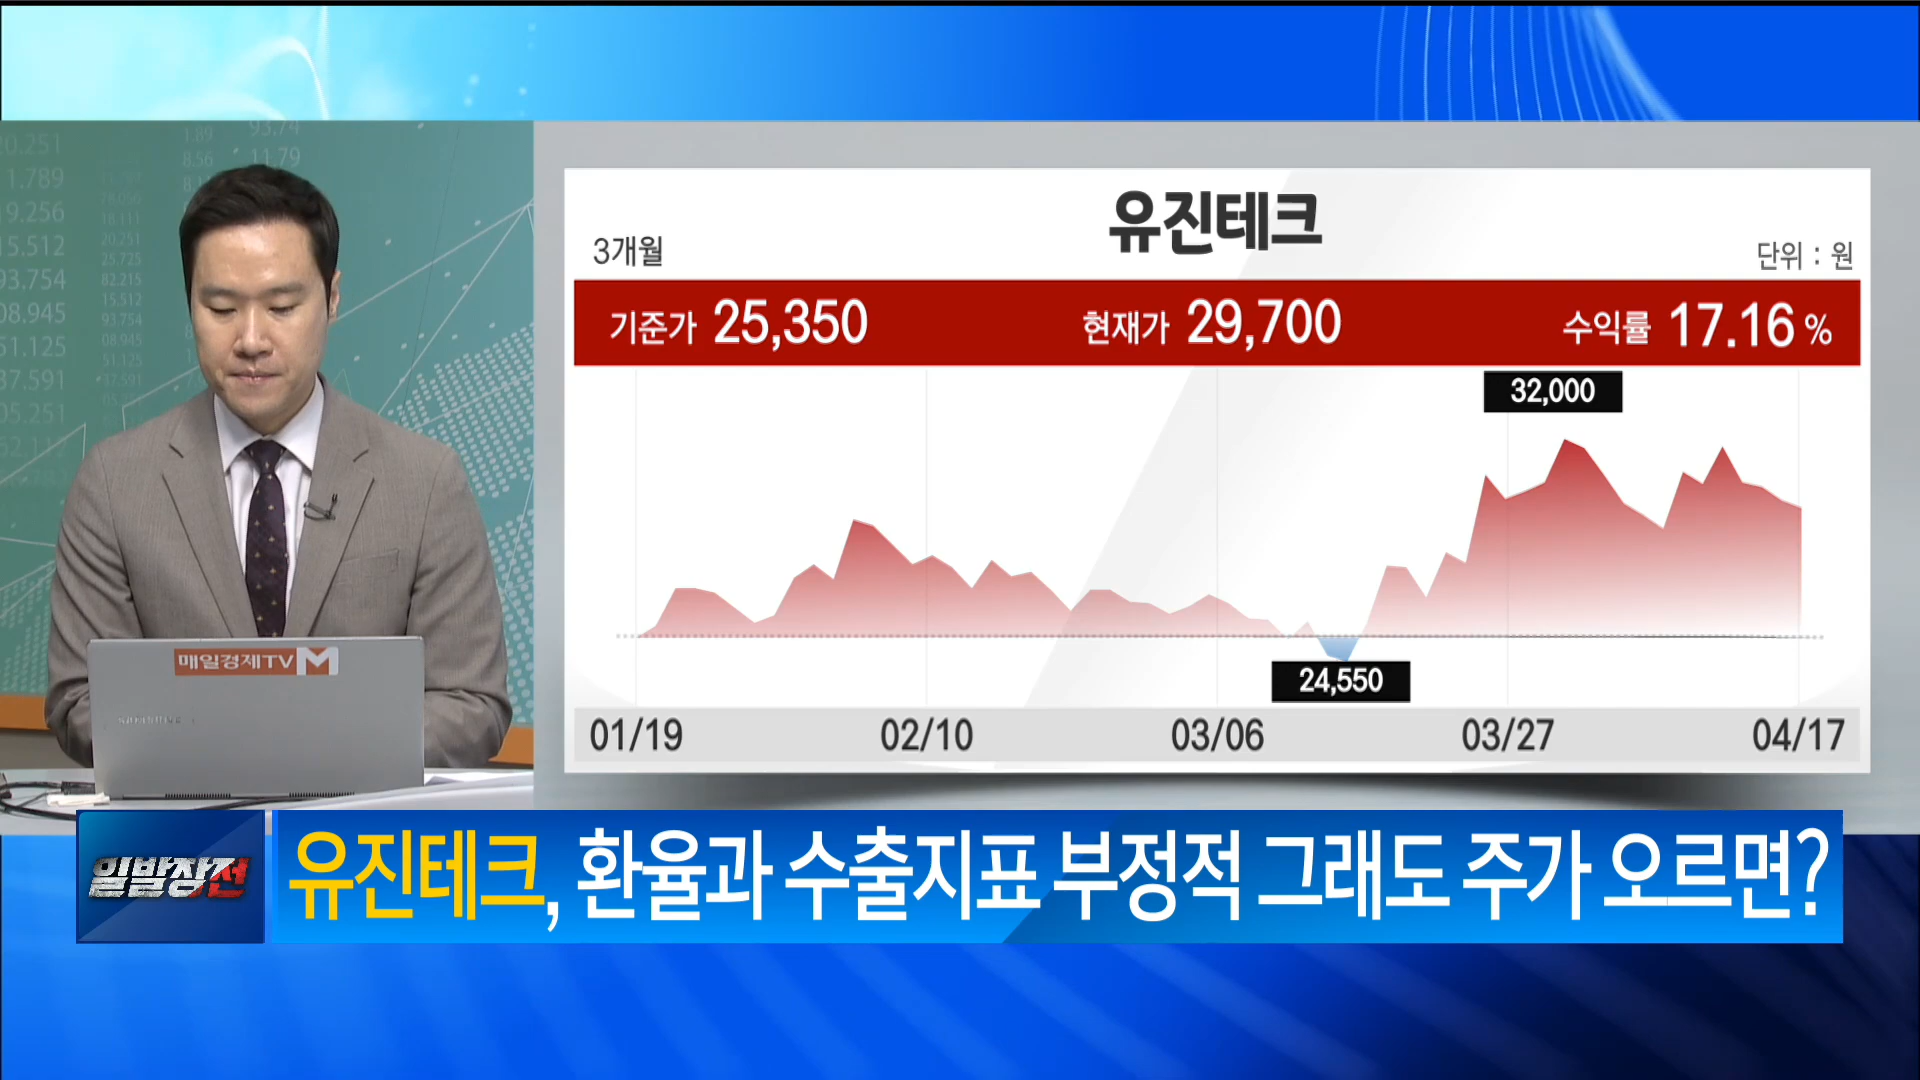 유진테크
3개월
단위 : 원
기준가 25,350 현재가 29,700 수익률 17.16 %
32,000
24,550
01/19 02/10 03/06 03/27 04/17
매일경제TV M
일발장전
유진테크, 환율과 수출지표 부정적 그래도 주가 오르면?